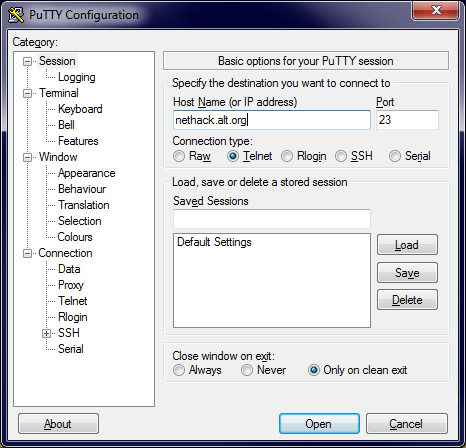 PuTTY Configuration
Category:
Session
Logging
Terminal
Keyboard
Bell
Features
Window
Appearance
Behaviour
Translation
Selection
Colours
Connection
Data
Proxy
Telnet
Rlogin
SSH
Serial
Basic options for your PuTTY session
Specify the destination you want to connect to
Host Name (or IP address) Port
nethack.alt.org 23
Connection type:
Raw Telnet Rlogin SSH Serial
Load, save or delete a stored session
Saved Sessions
Default Settings
Load
Save
Delete
Close window on exit:
Always Never Only on clean exit
About Open Cancel